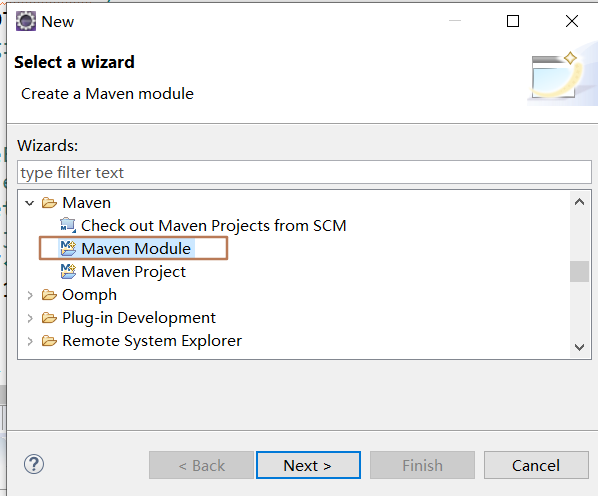 New
Select a wizard
Create a Maven module
Wizards:
type filter text
Maven
Check out Maven Projects from SCM
Maven Module
Maven Project
Oomph
Plug-in Development
Remote System Explorer
< Back
Next >
Finish
Cancel